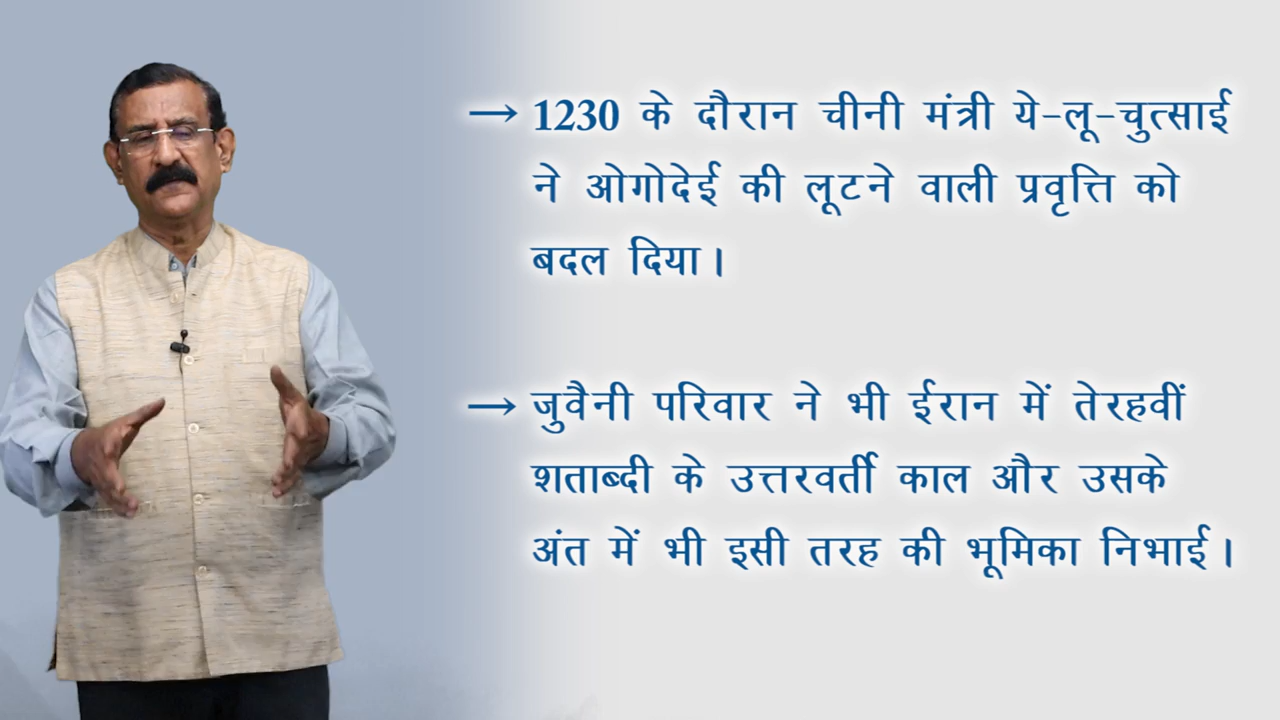 → 1230 के दौरान चीनी मंत्री ये-लू-चुत्साई
ने ओगोदेई की लूटने वाली प्रवृत्ति को
बदल दिया।
→ जुवैनी परिवार ने भी ईरान में तेरहवीं
शताब्दी के उत्तरवर्ती काल और उसके
अंत में भी इसी तरह की भूमिका निभाई।